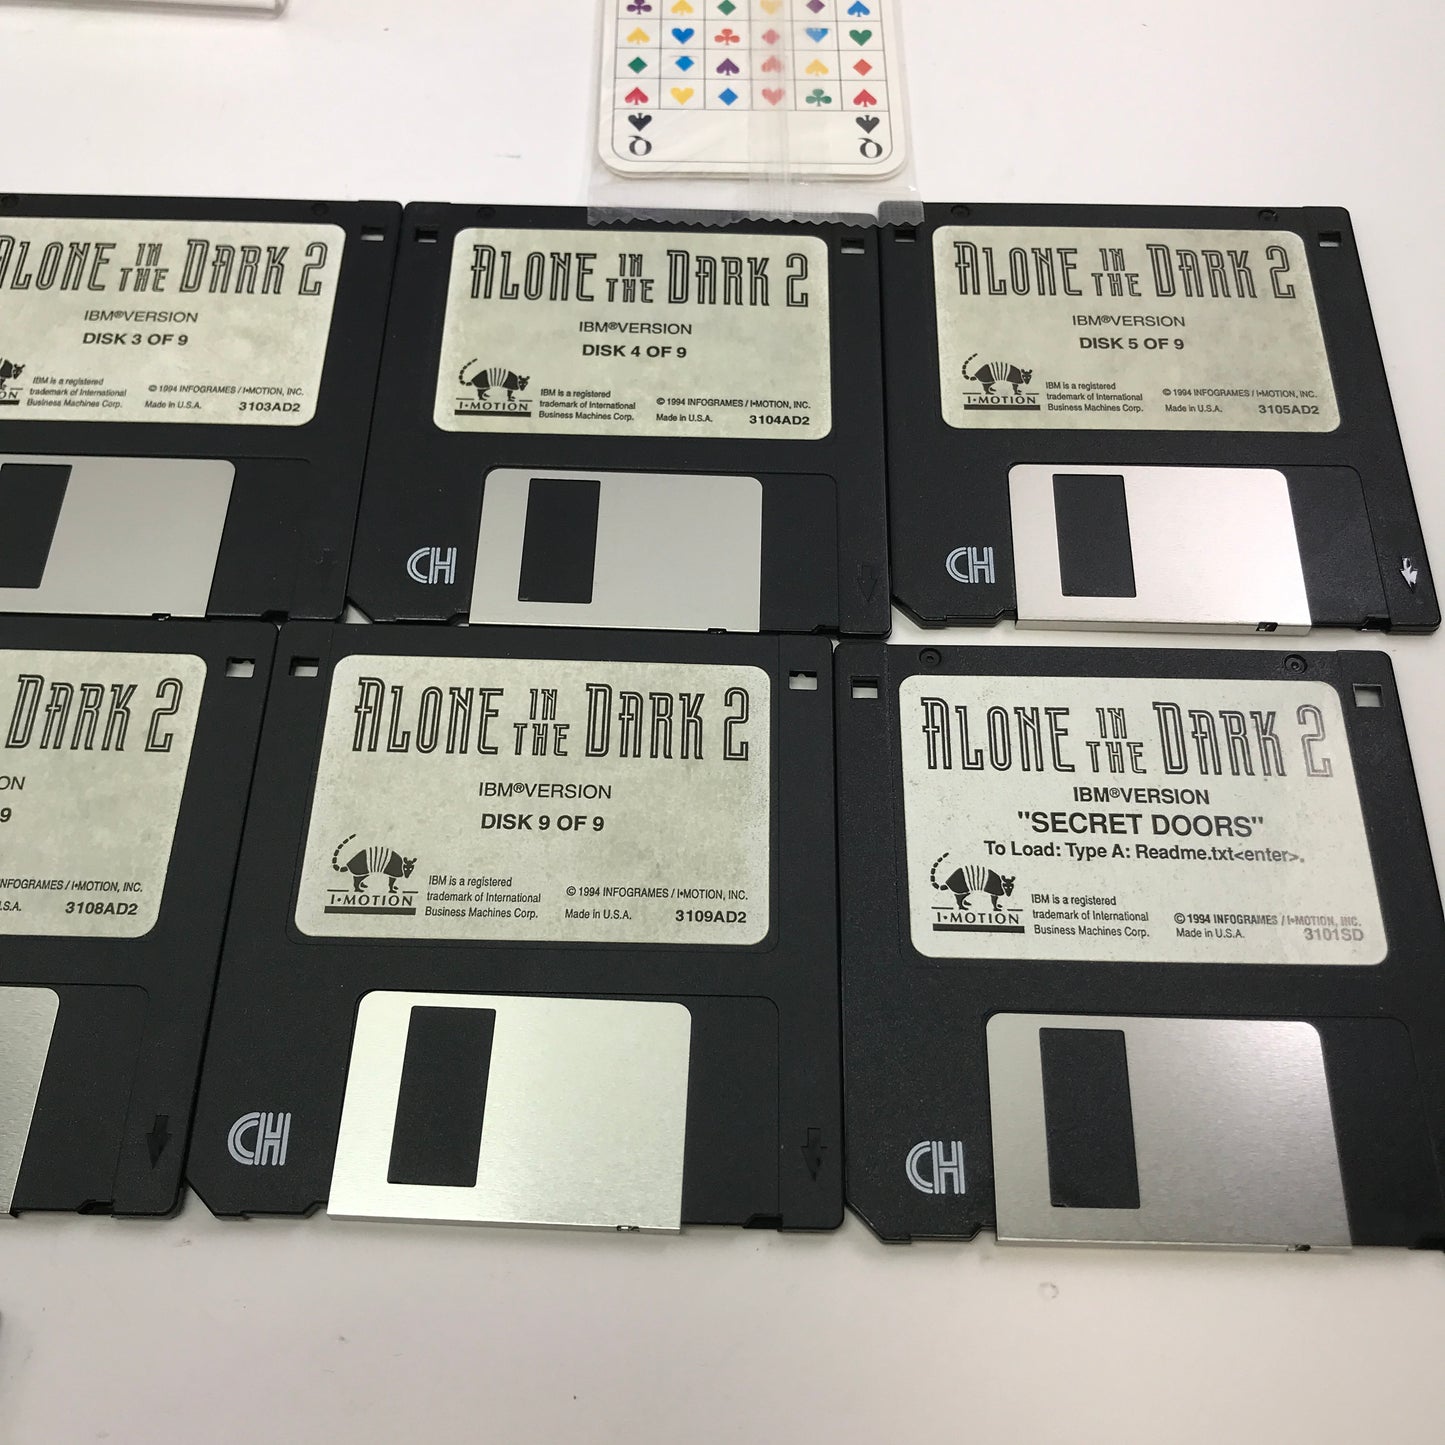 Q Q
ALONE IN THE DARK 2
IBM®VERSION
DISK 3 OF 9
IBM is a registered
trademark of International
Business Machines Corp.
© 1994 INFOGRAMES / I•MOTION, INC.
Made in U.S.A. 3103AD2
ALONE IN THE DARK 2
IBM®VERSION
DISK 4 OF 9
I•MOTION
IBM is a registered
trademark of International
Business Machines Corp.
© 1994 INFOGRAMES / I•MOTION, INC.
Made in U.S.A. 3104AD2
CH
ALONE IN THE DARK 2
IBM®VERSION
DISK 5 OF 9
I•MOTION
IBM is a registered
trademark of International
Business Machines Corp.
© 1994 INFOGRAMES / I•MOTION, INC.
Made in U.S.A. 3105AD2
CH
DARK 2
ON
9
NFOGRAMES / I•MOTION, INC.
.S.A. 3108AD2
ALONE IN THE DARK 2
IBM®VERSION
DISK 9 OF 9
I•MOTION
IBM is a registered
trademark of International
Business Machines Corp.
© 1994 INFOGRAMES / I•MOTION, INC.
Made in U.S.A. 3109AD2
CH
ALONE IN THE DARK 2
IBM®VERSION
"SECRET DOORS"
To Load: Type A: Readme.txt<enter>.
I•MOTION
IBM is a registered
trademark of International
Business Machines Corp.
© 1994 INFOGRAMES / I•MOTION, INC.
Made in U.S.A. 3101SD
CH